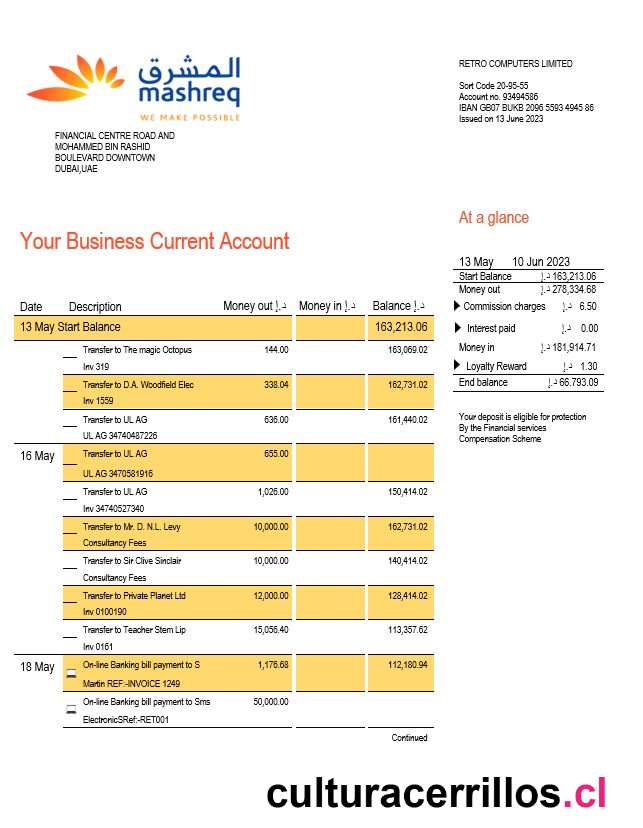 المشرق
mashreq
WE MAKE POSSIBLE
FINANCIAL CENTRE ROAD AND
MOHAMMED BIN RASHID
BOULEVARD DOWNTOWN
DUBAI,UAE
RETRO COMPUTERS LIMITED
Sort Code 20-95-55
Account no. 93494586
IBAN GB07 BUKB 2096 5593 4945 86
Issued on 13 June 2023
At a glance
13 May 10 Jun 2023
Start Balance د.إ 163,213.06
Money out د.إ 278,334.68
Commission charges د.إ 6.50
Interest paid د.إ 0.00
Money in د.إ 181,914.71
Loyalty Reward د.إ 1.30
End balance د.إ 66.793.09
Your deposit is eligible for protection
By the Financial services
Compensation Scheme
Your Business Current Account
Date Description Money out د.إ Money in د.إ Balance د.إ
13 May Start Balance 163,213.06
Transfer to The magic Octopus 144.00 163,069.02
Inv 319
Transfer to D.A. Woodfield Elec 338.04 162,731.02
Inv 1559
Transfer to UL AG 636.00 161,440.02
UL AG 34740487226
16 May Transfer to UL AG 655.00
UL AG 3470581916
Transfer to UL AG 1,026.00 150,414.02
Inv 34740527340
Transfer to Mr. D. N.L. Levy 10,000.00 162,731.02
Consultancy Fees
Transfer to Sir Clive Sinclair 10,000.00 140,414.02
Consultancy Fees
Transfer to Private Planet Ltd 12,000.00 128,414.02
Inv 0100190
Transfer to Teacher Stem Lip 15,056.40 113,357.62
Inv 0161
18 May On-line Banking bill payment to S 1,176.68 112,180.94
Martin REF:-INVOICE 1249
On-line Banking bill payment to Sms 50,000.00
ElectronicSRef:-RET001
Continued
culturacerrillos.cl